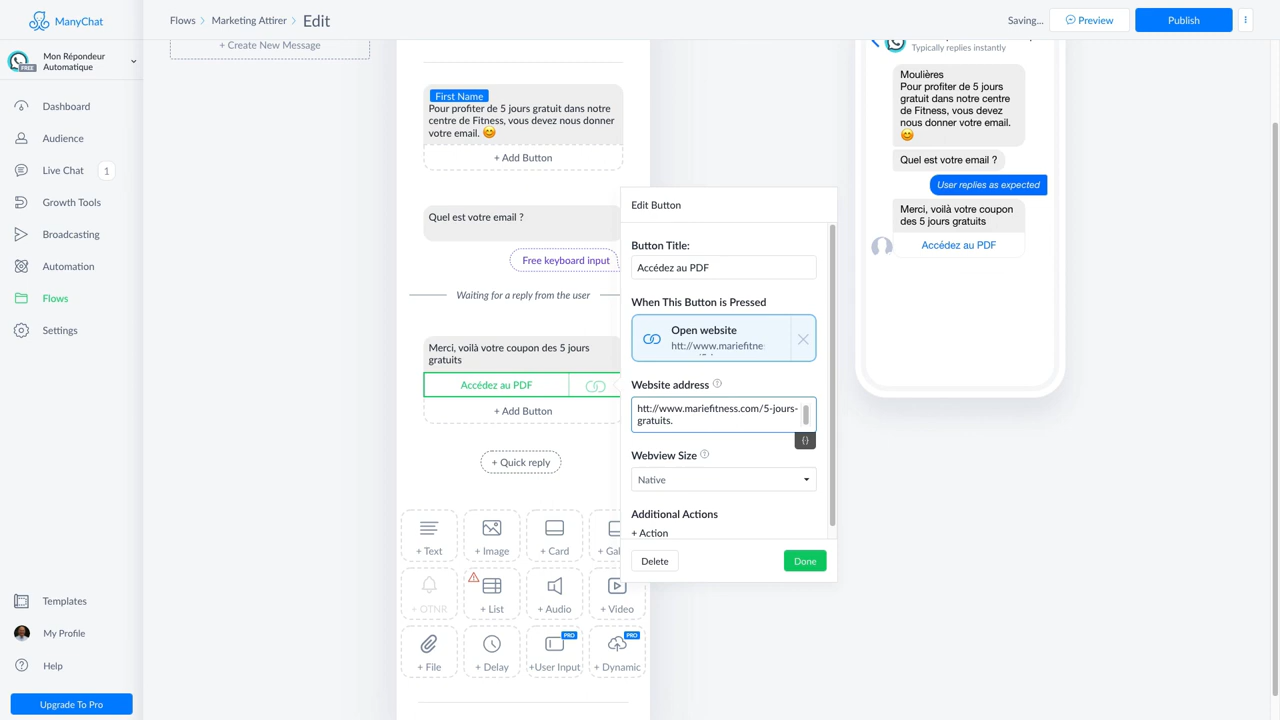 ManyChat
Flows
Marketing Attirer
Edit
Saving...
Preview
Publish
Mon Répondeur
Automatique
FREE
Dashboard
Audience
Live Chat
1
Growth Tools
Broadcasting
Automation
Flows
Settings
Templates
My Profile
Help
Upgrade To Pro
+ Create New Message
First Name
Pour profiter de 5 jours gratuit dans notre
centre de Fitness, vous devez nous donner
votre email. 😊
+ Add Button
Quel est votre email ?
Free keyboard input
Waiting for a reply from the user
Merci, voilà votre coupon des 5 jours
gratuits
Accédez au PDF
+ Add Button
+ Quick reply
+ Text
+ Image
+ Card
+ OTNR
+ List
+ Audio
+ Video
+ File
+ Delay
PRO
+User Input
PRO
+ Dynamic
Edit Button
Button Title:
Accédez au PDF
When This Button is Pressed
Open website
htt://www.mariefitne
Website address
htt://www.mariefitness.com/5-jours-
gratuits.
{}
Webview Size
Native
Additional Actions
+ Action
Delete
Done
Typically replies instantly
Moulières
Pour profiter de 5 jours
gratuit dans notre centre
de Fitness, vous devez
nous donner votre email.
😊
Quel est votre email ?
User replies as expected
Merci, voilà votre coupon
des 5 jours gratuits
Accédez au PDF